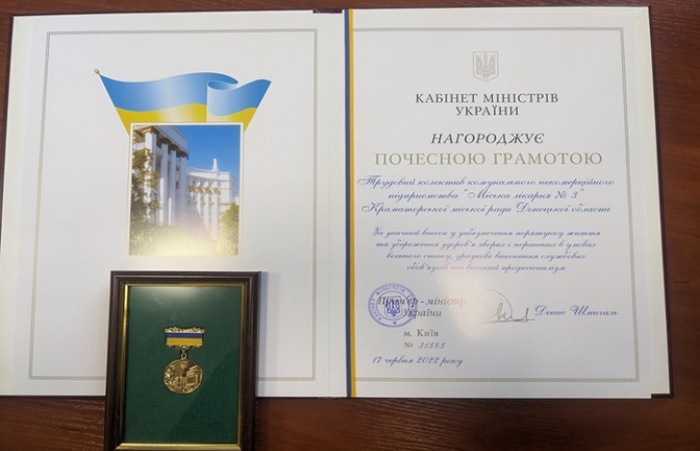 КАБІНЕТ МІНІСТРІВ
УКРАЇНИ
НАГОРОДЖУЄ
ПОЧЕСНОЮ ГРАМОТОЮ
Трудовий колектив комунального некомерційного
підприємства "Міська лікарня № 3"
Краматорської міської ради Донецької області
За значний внесок у забезпечення порятунку життя
та збереження здоров'я хворих і поранених в умовах
воєнного стану, зразкове виконання службових
обов'язків та високий професіоналізм
Прем'єр-міністр
України
Денис Шмигаль
м. Київ
№ 31383
17 червня 2022 року